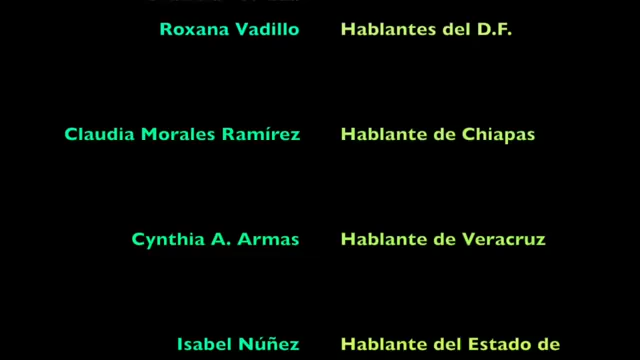 Roxana Vadillo Hablantes del D.F.
Claudia Morales Ramírez Hablante de Chiapas
Cynthia A. Armas Hablante de Veracruz
Isabel Núñez Hablante del Estado de